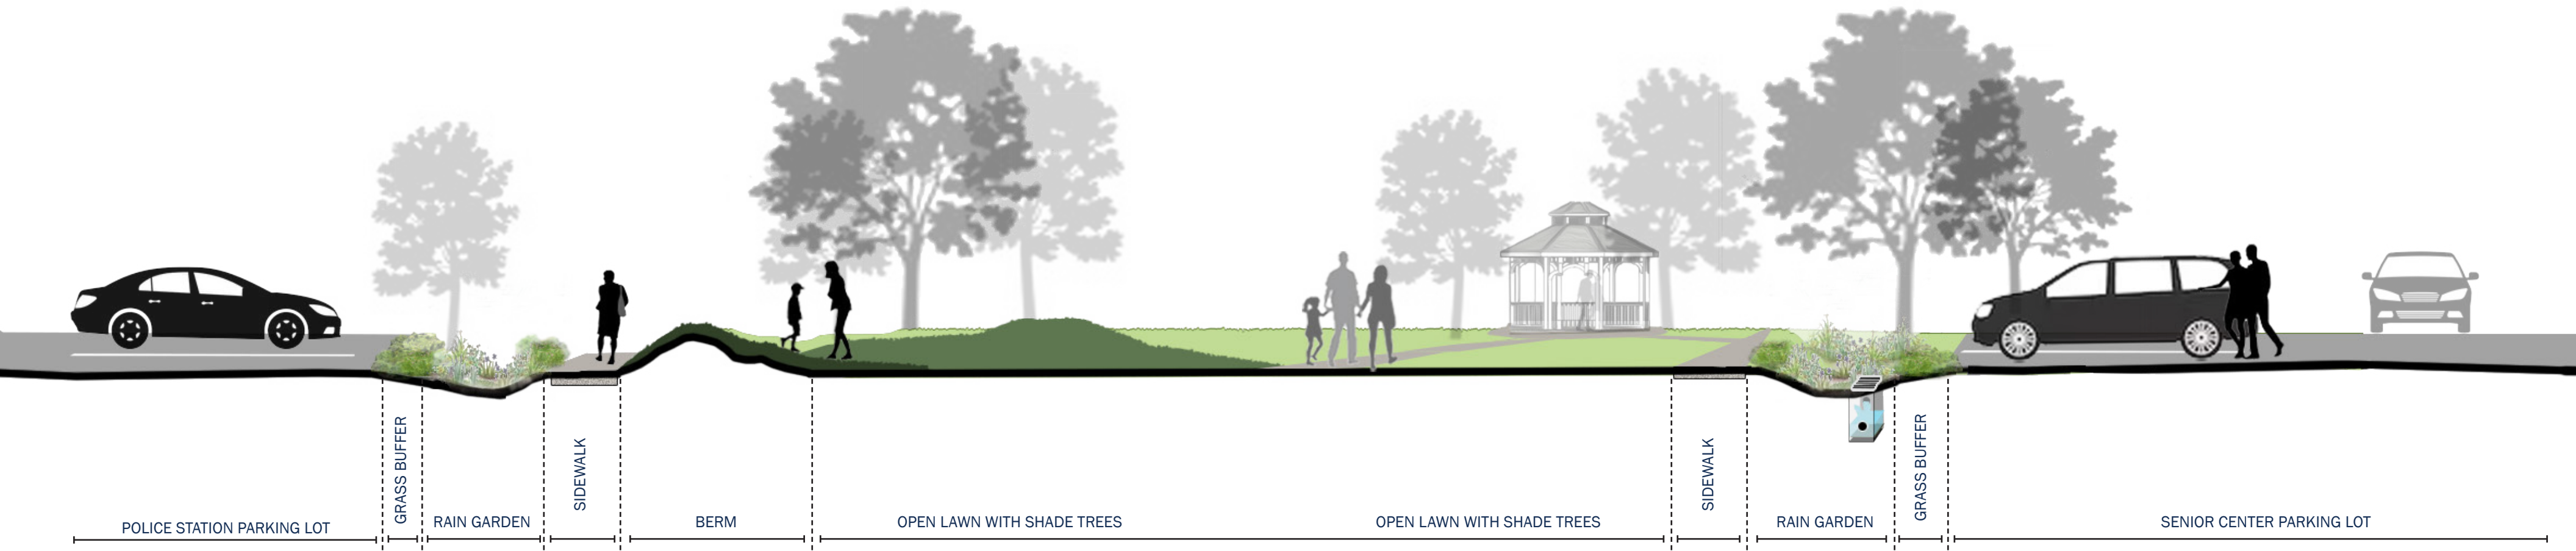 POLICE STATION PARKING LOT
GRASS BUFFER
RAIN GARDEN
SIDEWALK
BERM
OPEN LAWN WITH SHADE TREES
OPEN LAWN WITH SHADE TREES
SIDEWALK
RAIN GARDEN
GRASS BUFFER
SENIOR CENTER PARKING LOT